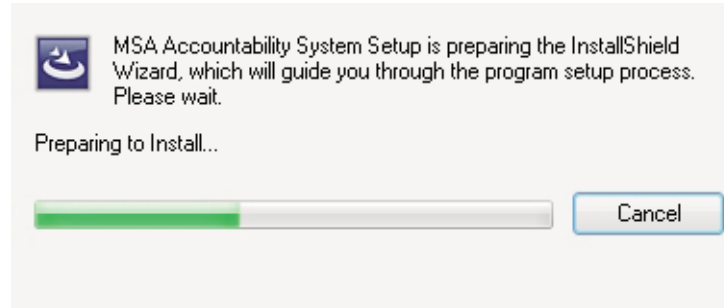 MSA Accountability System Setup is preparing the InstallShield
Wizard, which will guide you through the program setup process.
Please wait.
Preparing to Install...
Cancel